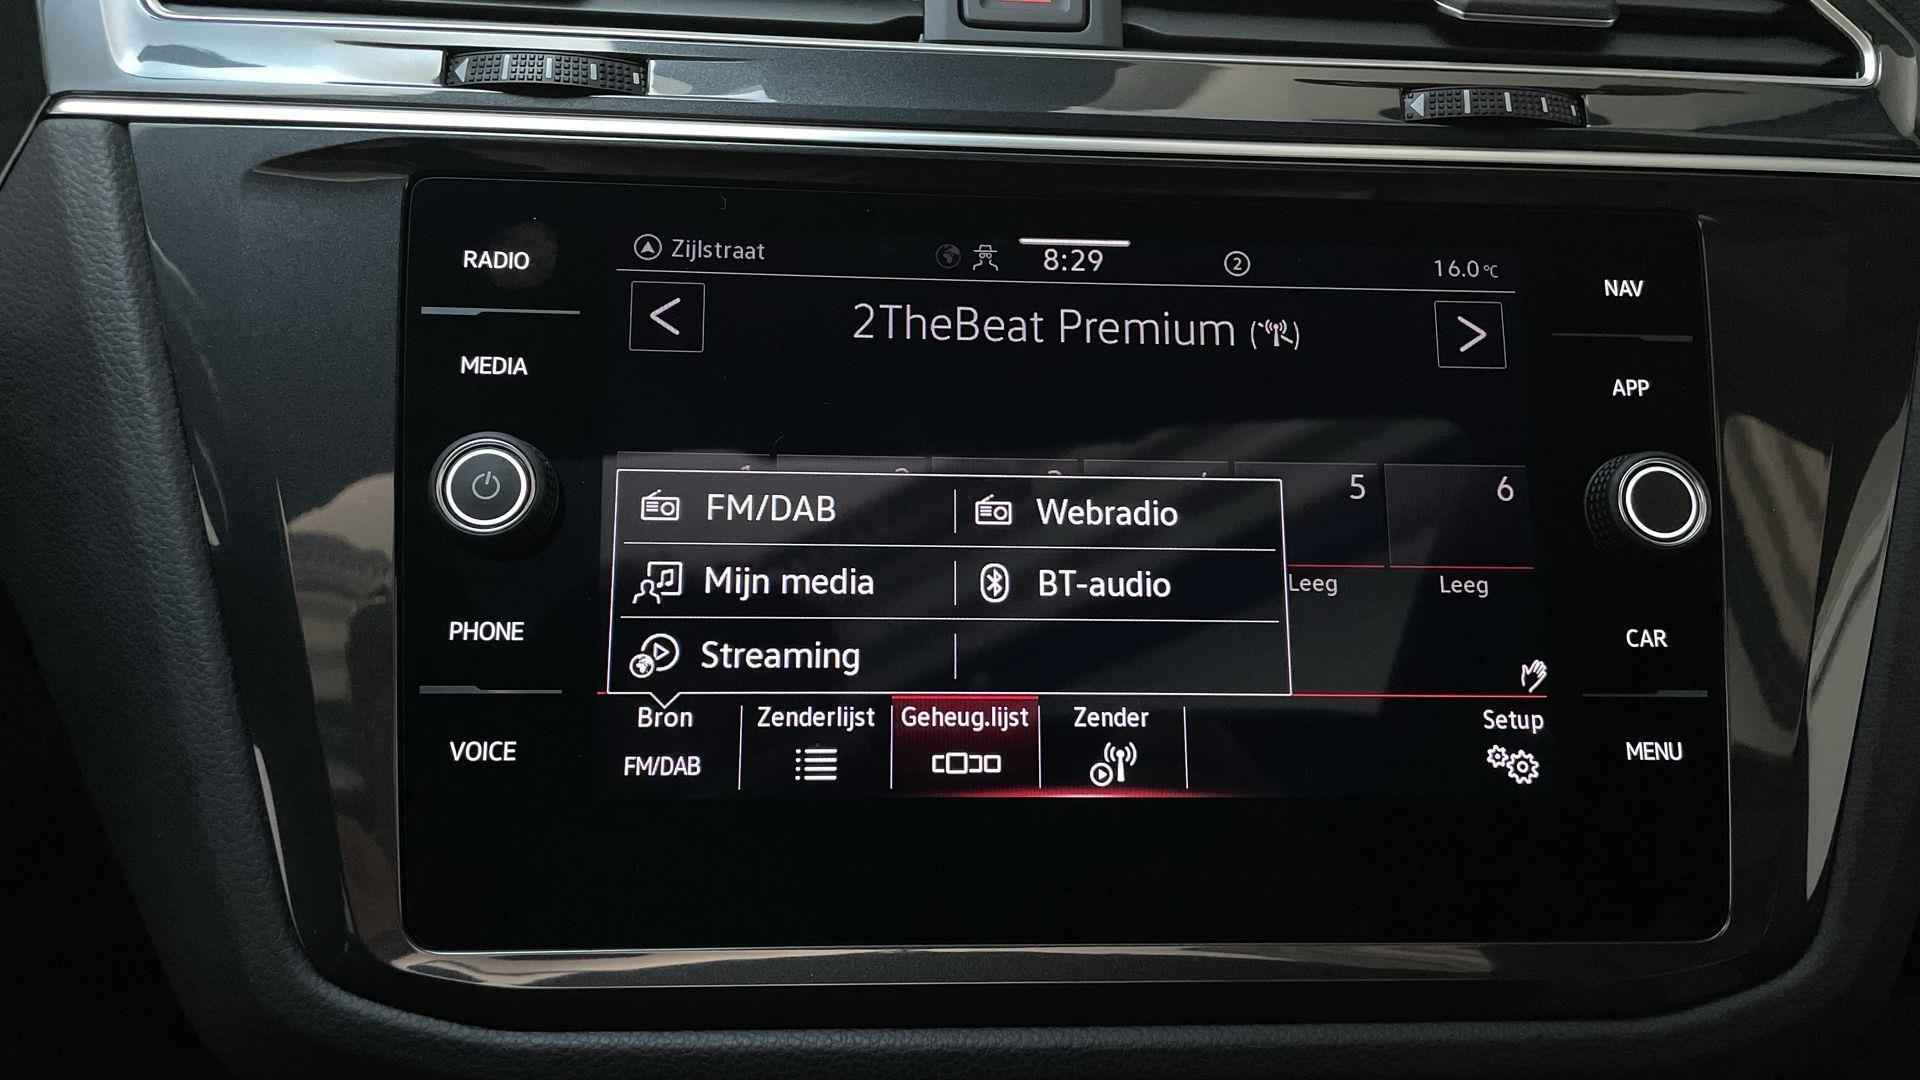 RADIO
MEDIA
PHONE
VOICE
Zijlstraat
8:29
2
16.0°C
< 2TheBeat Premium >
5 6
FM/DAB Webradio
Mijn media BT-audio
Streaming
Leeg Leeg
Bron Zenderlijst Geheug.lijst Zender Setup
FM/DAB
NAV
APP
CAR
MENU